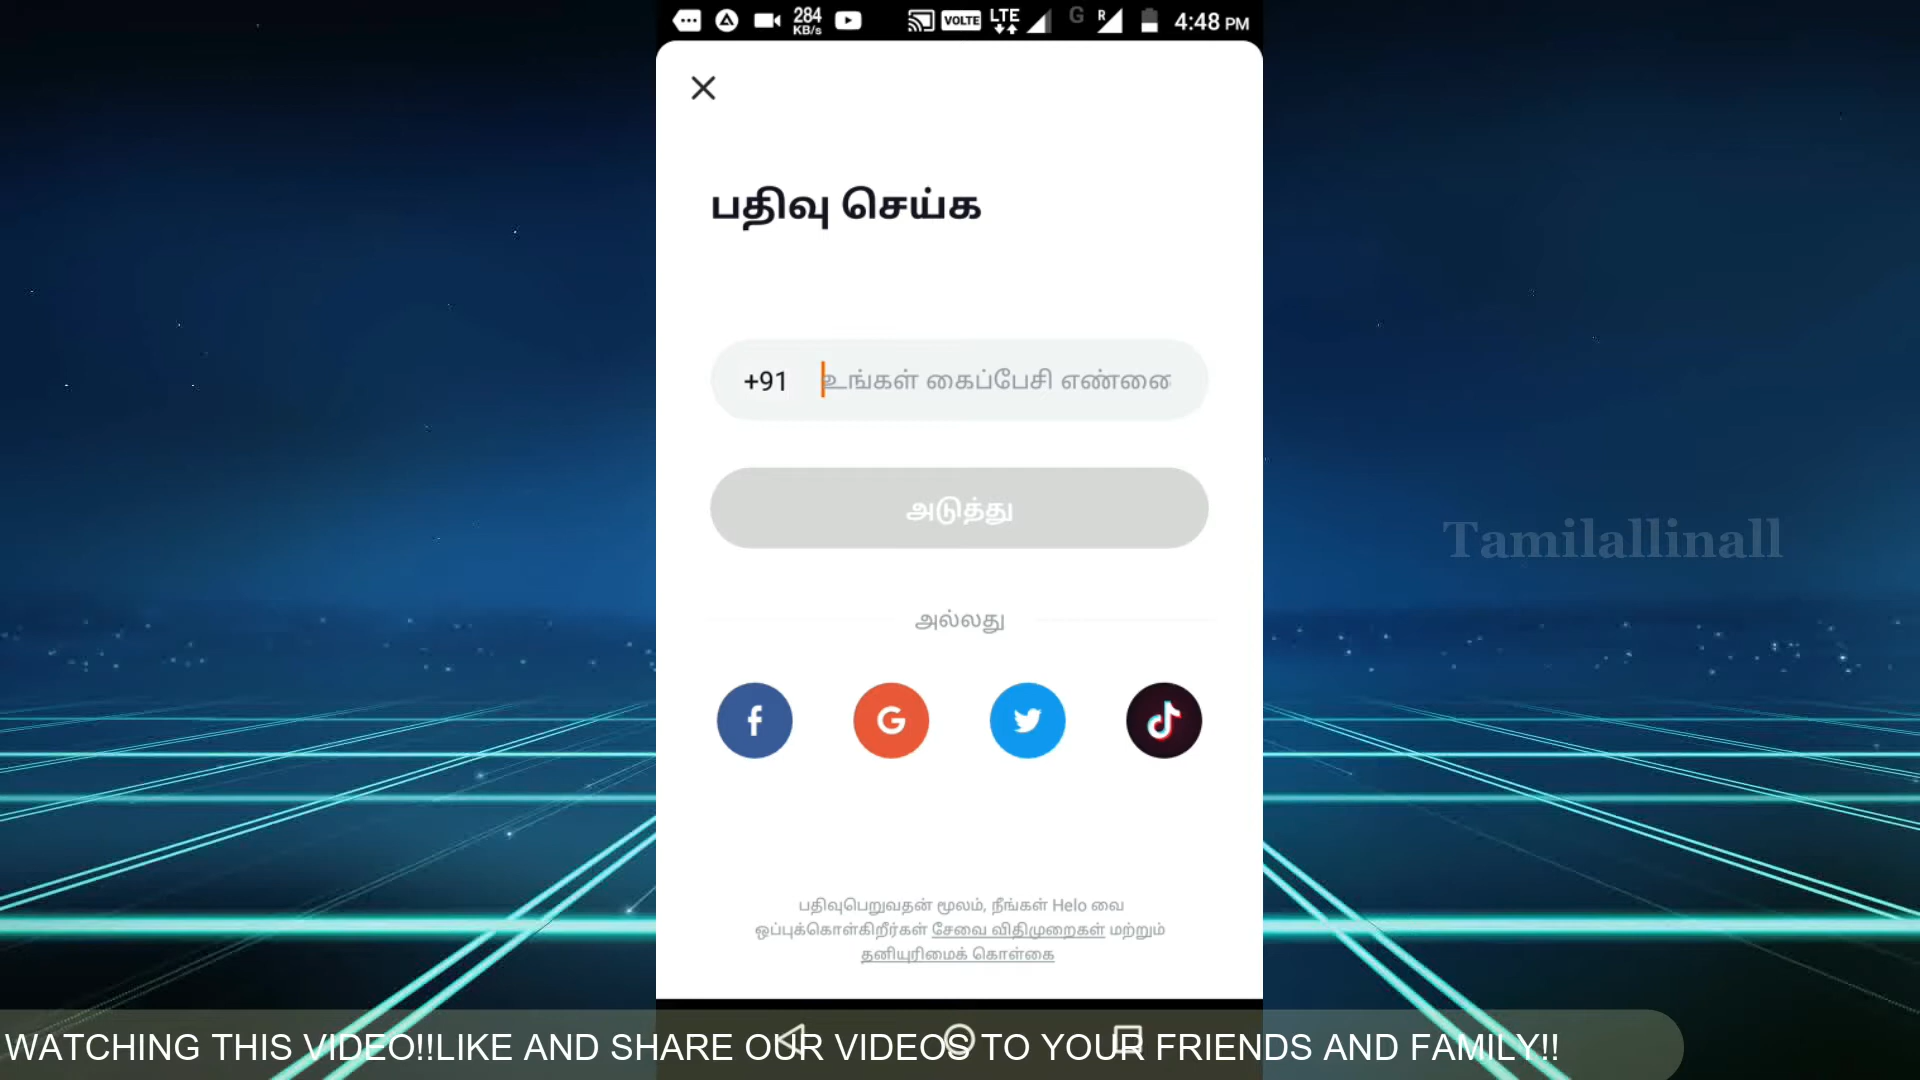 284
KB/s
VOLTE
LTE
G
R
4:48 PM
பதிவு செய்க
+91
உங்கள் கைப்பேசி எண்ணை
அடுத்து
Tamilallinall
அல்லது
பதிவுபெறுவதன் மூலம், நீங்கள் Helo வை
ஒப்புக்கொள்கிறீர்கள் சேவை விதிமுறைகள் மற்றும்
தனியுரிமைக் கொள்கை
WATCHING THIS VIDEO!!LIKE AND SHARE OUR VIDEOS TO YOUR FRIENDS AND FAMILY!!